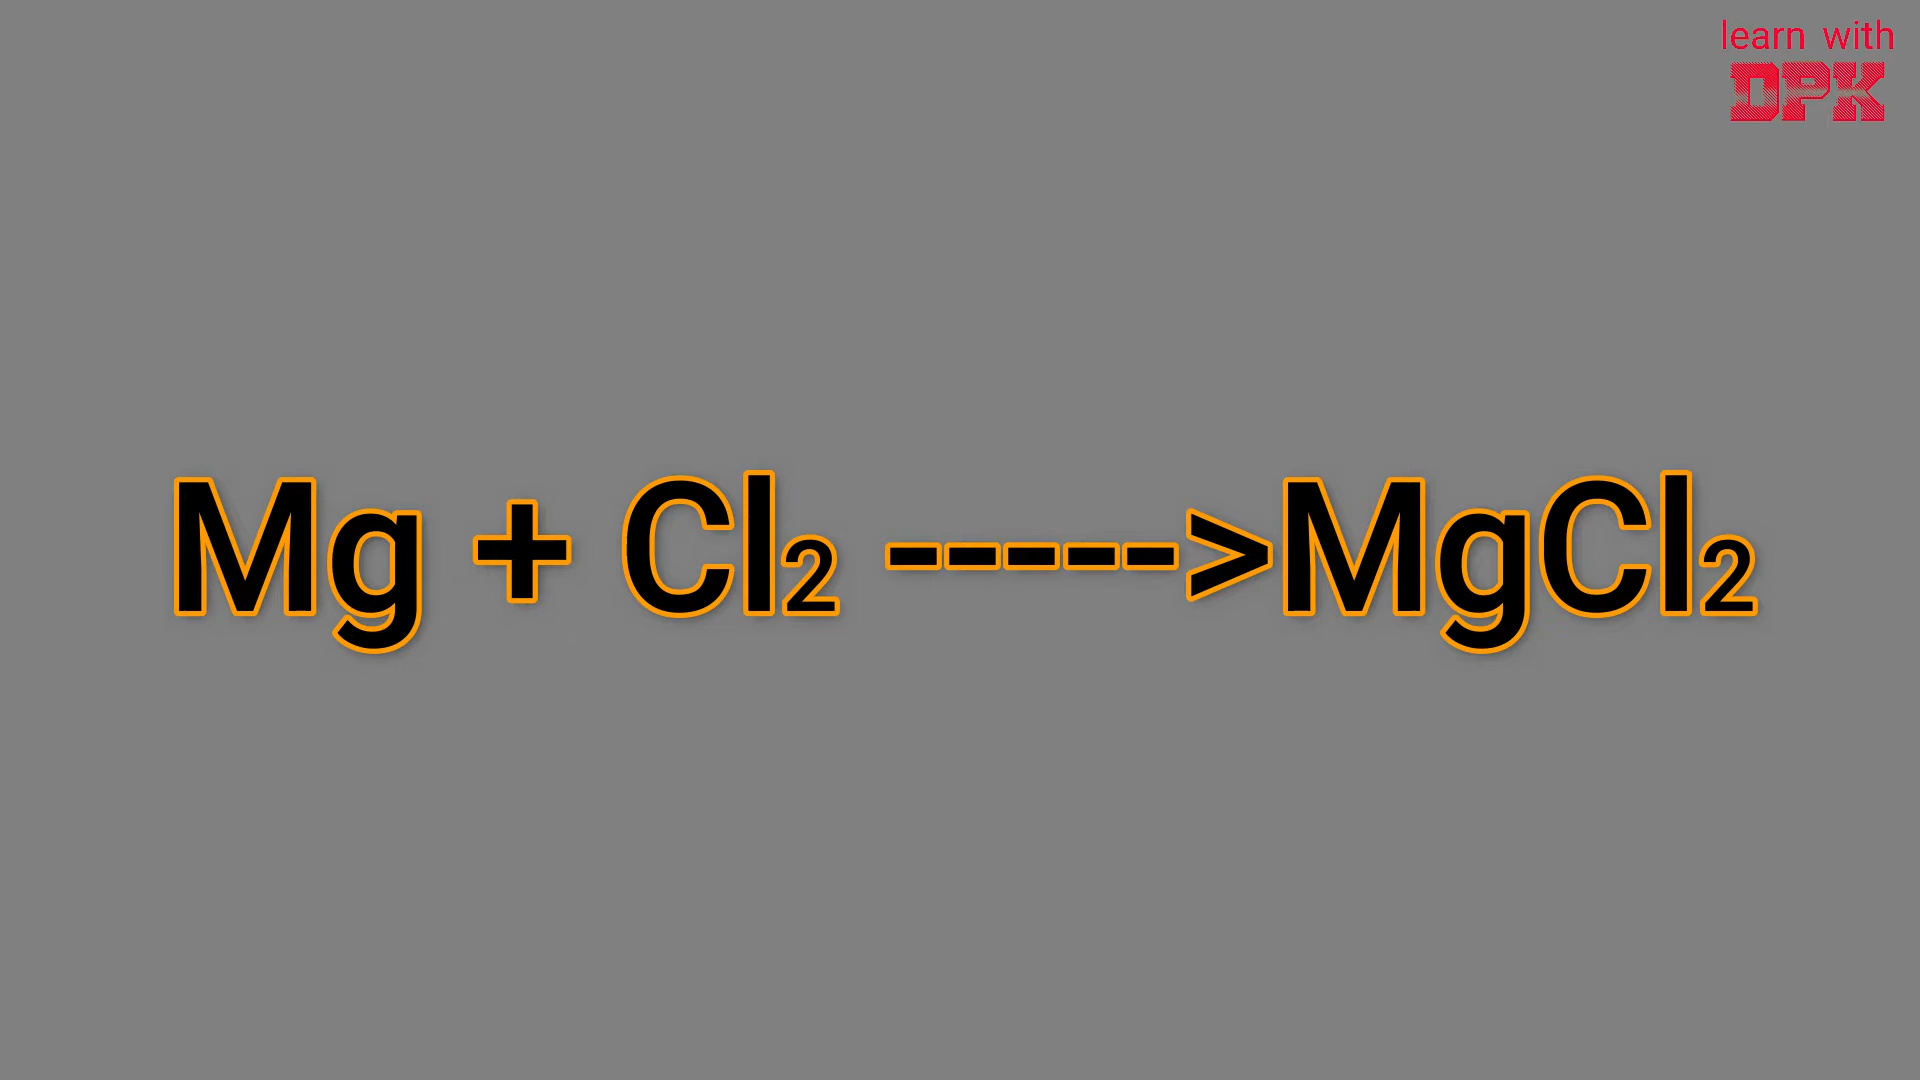 learn with
DPK
Mg + Cl₂ ----->MgCl₂